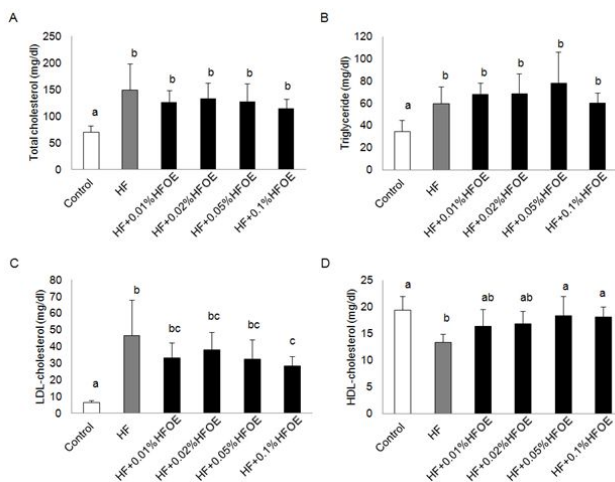 A
Total cholesterol (mg/dl)
250
200
150
100
50
0
a
b
b
b
b
b
Control
HF
HF+0.01%HFOE
HF+0.02%HFOE
HF+0.05%HFOE
HF+0.1%HFOE
B
Triglyceride (mg/dl)
120
100
80
60
40
20
0
a
b
b
b
b
b
Control
HF
HF+0.01%HFOE
HF+0.02%HFOE
HF+0.05%HFOE
HF+0.1%HFOE
C
LDL-cholesterol (mg/dl)
80
70
60
50
40
30
20
10
0
a
b
bc
bc
bc
c
Control
HF
HF+0.01%HFOE
HF+0.02%HFOE
HF+0.05%HFOE
HF+0.1%HFOE
D
HDL-cholesterol (mg/dl)
25
20
15
10
5
0
a
b
ab
ab
a
a
Control
HF
HF+0.01%HFOE
HF+0.02%HFOE
HF+0.05%HFOE
HF+0.1%HFOE